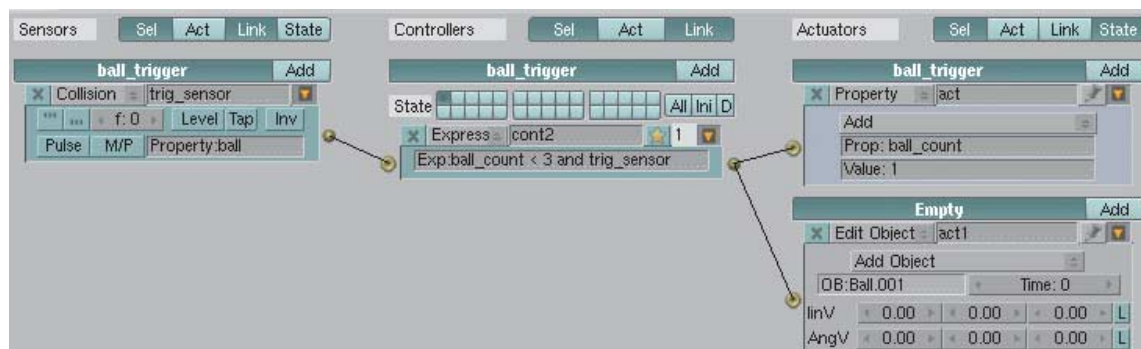 Sensors Sel Act Link State
ball_trigger Add
Collision trig_sensor
f: 0 Level Tap Inv
Pulse M/P Property:ball
Controllers Sel Act Link
ball_trigger Add
State All Ini D
Express cont2 1
Exp:ball_count < 3 and trig_sensor
Actuators Sel Act Link State
ball_trigger Add
Property act
Add
Prop: ball_count
Value: 1
Empty Add
Edit Object act1
Add Object
OB:Ball.001 Time: 0
linV 0.00 0.00 0.00 L
AngV 0.00 0.00 0.00 L